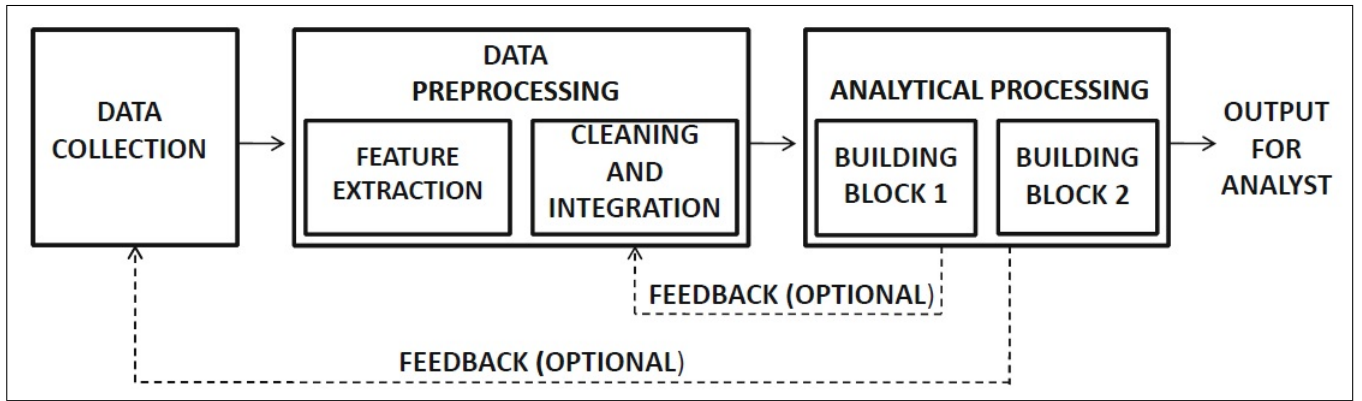 DATA
COLLECTION
DATA
PREPROCESSING
FEATURE
EXTRACTION
CLEANING
AND
INTEGRATION
ANALYTICAL PROCESSING
BUILDING
BLOCK 1
BUILDING
BLOCK 2
OUTPUT
FOR
ANALYST
FEEDBACK (OPTIONAL)
FEEDBACK (OPTIONAL)